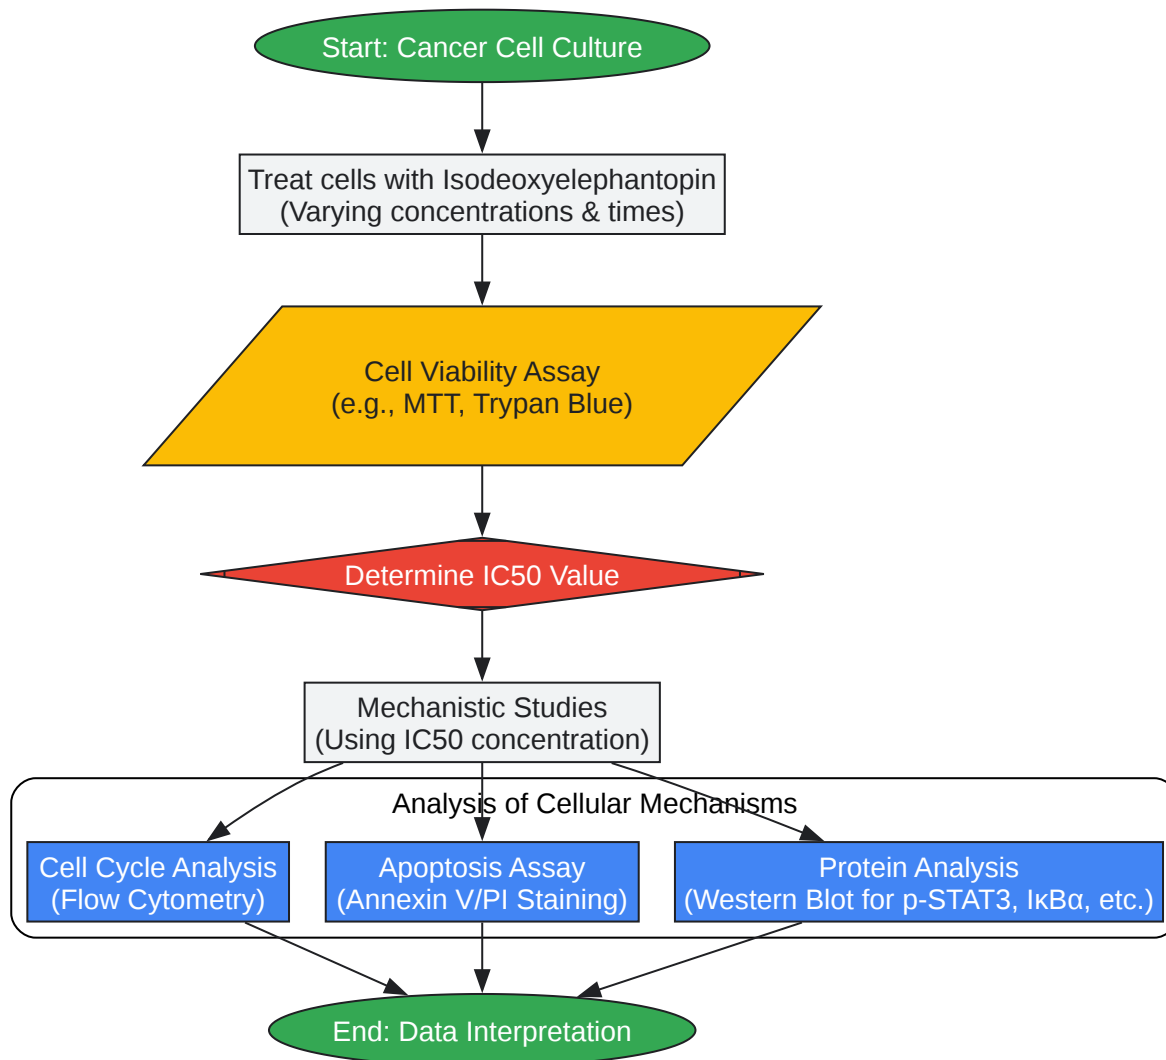 Start: Cancer Cell Culture
Treat cells with Isodeoxyelephantopin
(Varying concentrations & times)
Cell Viability Assay
(e.g., MTT, Trypan Blue)
Determine IC50 Value
Mechanistic Studies
(Using IC50 concentration)
Analysis of Cellular Mechanisms
Cell Cycle Analysis
(Flow Cytometry)
Apoptosis Assay
(Annexin V/PI Staining)
Protein Analysis
(Western Blot for p-STAT3, IκBα, etc.)
End: Data Interpretation